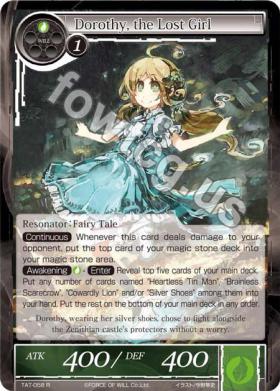 Dorothy, the Lost Girl
WILL
1
fowtcg.us
Resonator: Fairy Tale
Continuous Whenever this card deals damage to your
opponent, put the top card of your magic stone deck into
your magic stone area.
Awakening - Enter Reveal top five cards of your main deck.
Put any number of cards named "Heartless Tin Man", "Brainless
Scarecrow", "Cowardly Lion" and/or "Silver Shoes" among them into
your hand. Put the rest on the bottom of your main deck in any order.
Dorothy, wearing her silver shoes, chose to fight alongside
the Zenithian castle's protectors without a worry.
ATK 400 / DEF 400
TAT-058 R ©FORCE OF WILL Co.,Ltd.